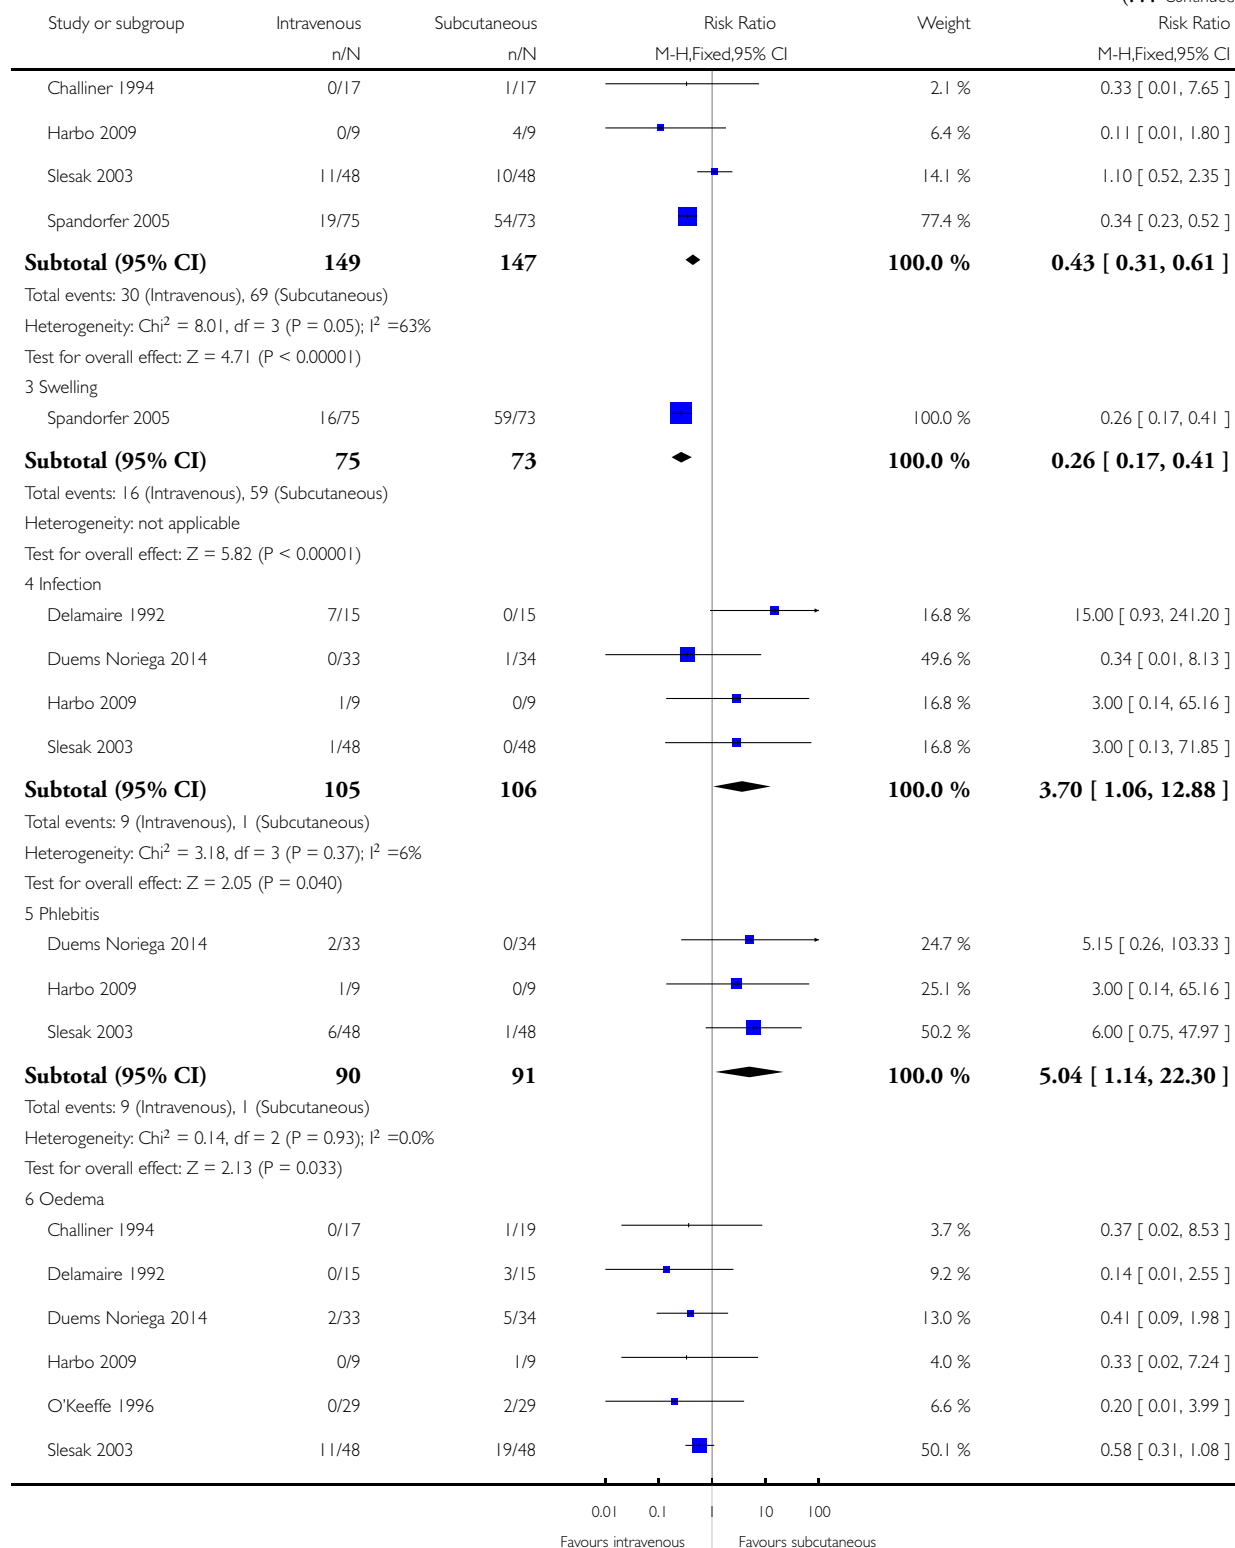 Continued
Study or subgroup Intravenous Subcutaneous Risk Ratio Weight Risk Ratio
n/N n/N M-H,Fixed,95% CI M-H,Fixed,95% CI
Challiner 1994 0/17 1/17 2.1 % 0.33 [ 0.01, 7.65 ]
Harbo 2009 0/9 4/9 6.4 % 0.11 [ 0.01, 1.80 ]
Slesak 2003 11/48 10/48 14.1 % 1.10 [ 0.52, 2.35 ]
Spandorfer 2005 19/75 54/73 77.4 % 0.34 [ 0.23, 0.52 ]
Subtotal (95% CI) 149 147 100.0 % 0.43 [ 0.31, 0.61 ]
Total events: 30 (Intravenous), 69 (Subcutaneous)
Heterogeneity: Chi² = 8.01, df = 3 (P = 0.05); I² =63%
Test for overall effect: Z = 4.71 (P < 0.00001)
3 Swelling
Spandorfer 2005 16/75 59/73 100.0 % 0.26 [ 0.17, 0.41 ]
Subtotal (95% CI) 75 73 100.0 % 0.26 [ 0.17, 0.41 ]
Total events: 16 (Intravenous), 59 (Subcutaneous)
Heterogeneity: not applicable
Test for overall effect: Z = 5.82 (P < 0.00001)
4 Infection
Delamaire 1992 7/15 0/15 16.8 % 15.00 [ 0.93, 241.20 ]
Duems Noriega 2014 0/33 1/34 49.6 % 0.34 [ 0.01, 8.13 ]
Harbo 2009 1/9 0/9 16.8 % 3.00 [ 0.14, 65.16 ]
Slesak 2003 1/48 0/48 16.8 % 3.00 [ 0.13, 71.85 ]
Subtotal (95% CI) 105 106 100.0 % 3.70 [ 1.06, 12.88 ]
Total events: 9 (Intravenous), 1 (Subcutaneous)
Heterogeneity: Chi² = 3.18, df = 3 (P = 0.37); I² =6%
Test for overall effect: Z = 2.05 (P = 0.040)
5 Phlebitis
Duems Noriega 2014 2/33 0/34 24.7 % 5.15 [ 0.26, 103.33 ]
Harbo 2009 1/9 0/9 25.1 % 3.00 [ 0.14, 65.16 ]
Slesak 2003 6/48 1/48 50.2 % 6.00 [ 0.75, 47.97 ]
Subtotal (95% CI) 90 91 100.0 % 5.04 [ 1.14, 22.30 ]
Total events: 9 (Intravenous), 1 (Subcutaneous)
Heterogeneity: Chi² = 0.14, df = 2 (P = 0.93); I² =0.0%
Test for overall effect: Z = 2.13 (P = 0.033)
6 Oedema
Challiner 1994 0/17 1/19 3.7 % 0.37 [ 0.02, 8.53 ]
Delamaire 1992 0/15 3/15 9.2 % 0.14 [ 0.01, 2.55 ]
Duems Noriega 2014 2/33 5/34 13.0 % 0.41 [ 0.09, 1.98 ]
Harbo 2009 0/9 1/9 4.0 % 0.33 [ 0.02, 7.24 ]
O'Keeffe 1996 0/29 2/29 6.6 % 0.20 [ 0.01, 3.99 ]
Slesak 2003 11/48 19/48 50.1 % 0.58 [ 0.31, 1.08 ]
0.01 0.1 1 10 100
Favours intravenous Favours subcutaneous